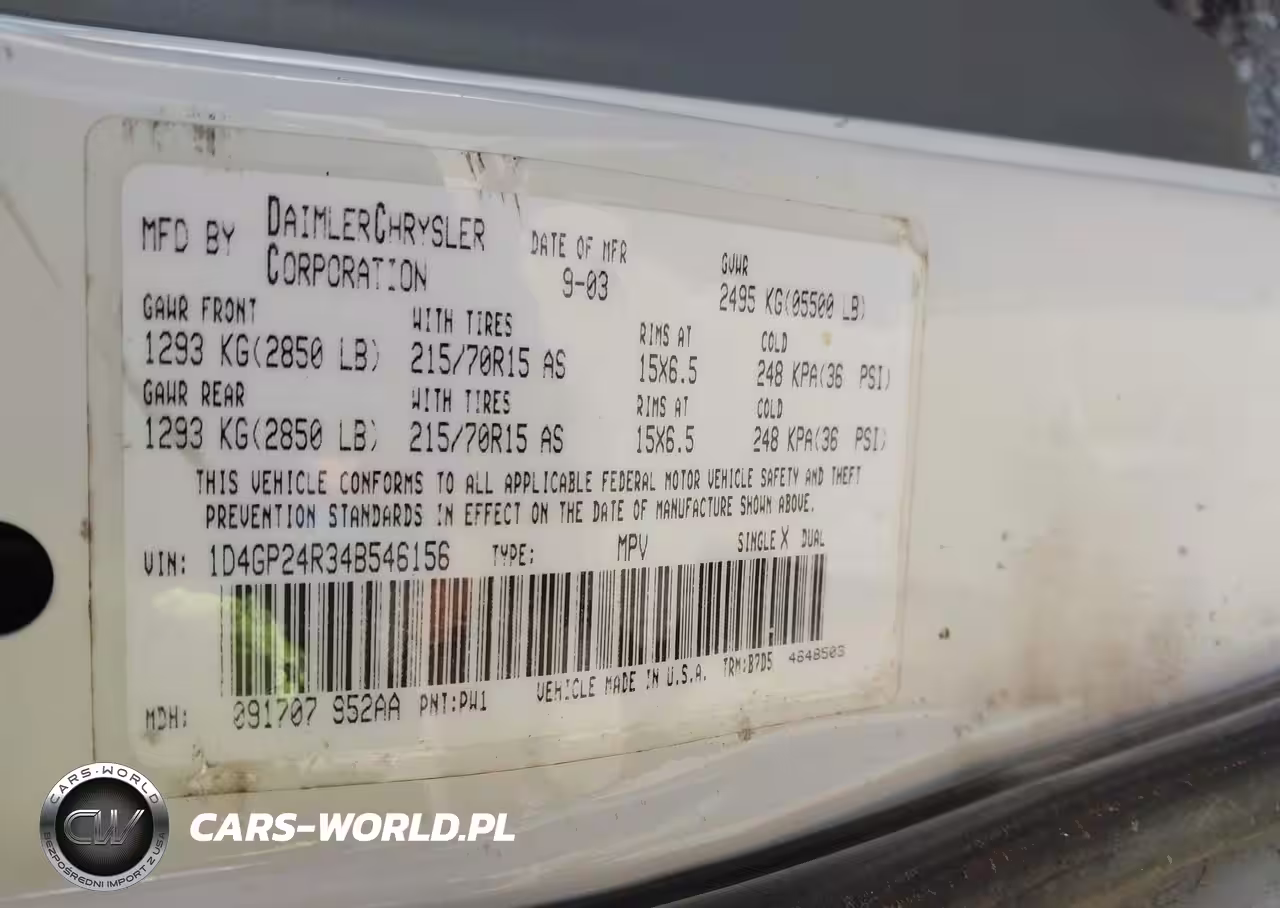 MFD BY DAIMLERCHRYSLER CORPORATION DATE OF MFR 9-03 GVWR 2495 KG(05500 LB)
GAWR FRONT WITH TIRES RIMS AT COLD
1293 KG(2850 LB) 215/70R15 AS 15X6.5 248 KPA(36 PSI)
GAWR REAR WITH TIRES RIMS AT COLD
1293 KG(2850 LB) 215/70R15 AS 15X6.5 248 KPA(36 PSI)
THIS VEHICLE CONFORMS TO ALL APPLICABLE FEDERAL MOTOR VEHICLE SAFETY AND THEFT
PREVENTION STANDARDS IN EFFECT ON THE DATE OF MANUFACTURE SHOWN ABOVE.
VIN: 1D4GP24R34B546156 TYPE: MPV SINGLE X DUAL
MDH: 091707 952AA PNT:PW1 VEHICLE MADE IN U.S.A. TRM:B7D5 4648503
CARS-WORLD
CW
BEZPOŚREDNI IMPORT Z USA
CARS-WORLD.PL